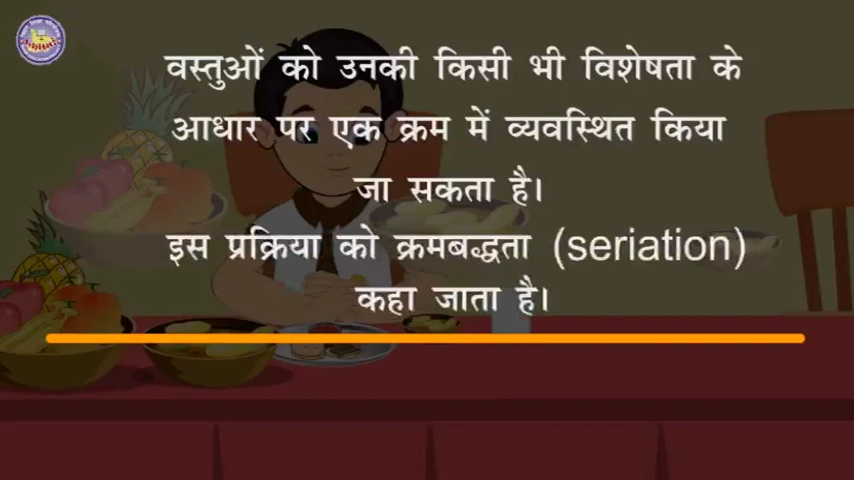 वस्तुओं को उनकी किसी भी विशेषता के
आधार पर एक क्रम में व्यवस्थित किया
जा सकता है।
इस प्रक्रिया को क्रमबद्धता (seriation)
कहा जाता है।